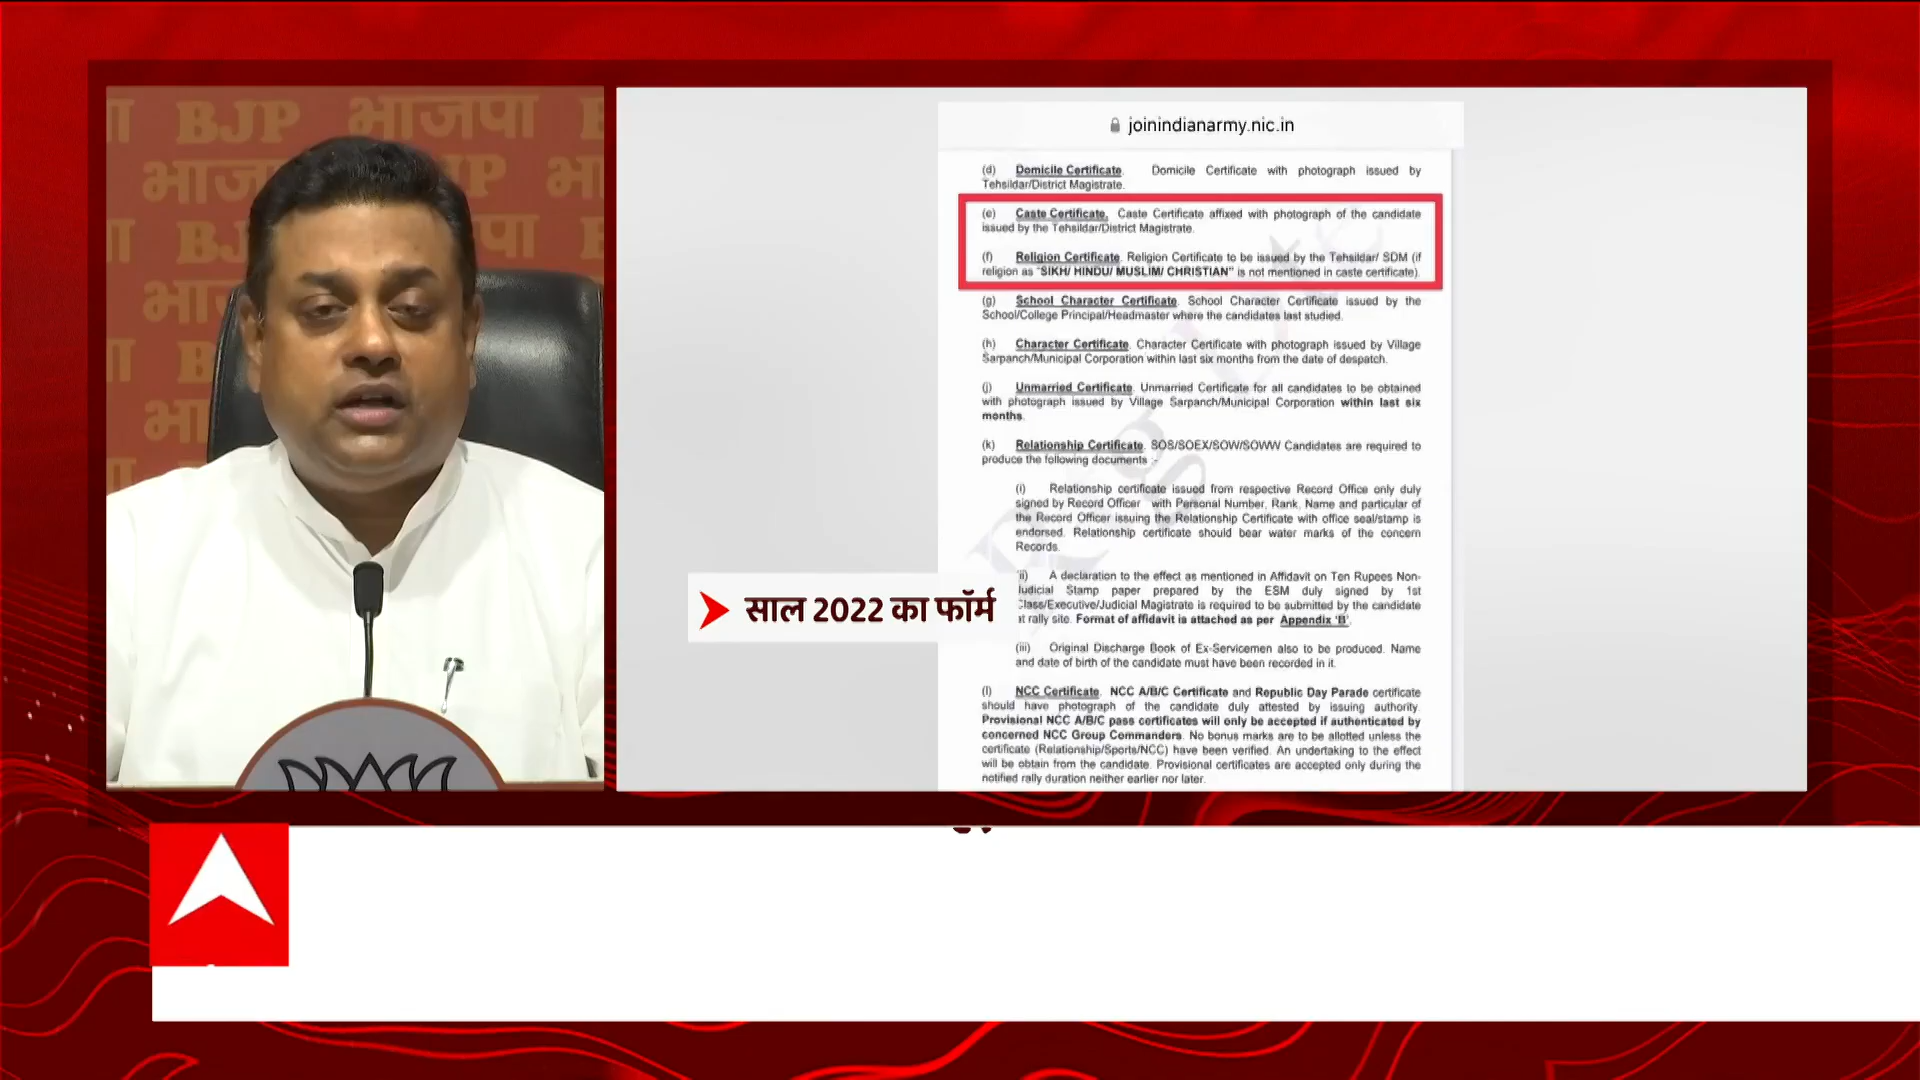 BJP भाजपा B
भाज JP भा
joinindianarmy.nic.in
(d) Domicile Certificate. Domicile Certificate with photograph issued by
Tehsildar/District Magistrate.
(e) Caste Certificate. Caste Certificate affixed with photograph of the candidate
issued by the Tehsildar/District Magistrate.
(f) Religion Certificate. Religion Certificate to be issued by the Tehsildar/ SDM (if
religion as "SIKH/ HINDU/ MUSLIM/ CHRISTIAN" is not mentioned in caste certificate).
(g) School Character Certificate. School Character Certificate issued by the
School/College Principal/Headmaster where the candidates last studied.
(h) Character Certificate. Character Certificate with photograph issued by Village
Sarpanch/Municipal Corporation within last six months from the date of despatch.
(j) Unmarried Certificate. Unmarried Certificate for all candidates to be obtained
with photograph issued by Village Sarpanch/Municipal Corporation within last six
months.
(k) Relationship Certificate. SOS/SOEX/SOW/SOWW Candidates are required to
produce the following documents :-
(i) Relationship certificate issued from respective Record Office only duly
signed by Record Officer with Personal Number, Rank, Name and particular of
the Record Officer issuing the Relationship Certificate with office seal/stamp is
endorsed. Relationship certificate should bear water marks of the concern
Records.
ii) A declaration to the effect as mentioned in Affidavit on Ten Rupees Non-
Judicial Stamp paper prepared by the ESM duly signed by 1st
Class/Executive/Judicial Magistrate is required to be submitted by the candidate
at rally site. Format of affidavit is attached as per Appendix 'B'.
(iii) Original Discharge Book of Ex-Servicemen also to be produced. Name
and date of birth of the candidate must have been recorded in it.
(l) NCC Certificate. NCC A/B/C Certificate and Republic Day Parade certificate
should have photograph of the candidate duly attested by issuing authority.
Provisional NCC A/B/C pass certificates will only be accepted if authenticated by
concerned NCC Group Commanders. No bonus marks are to be allotted unless the
certificate (Relationship/Sports/NCC) have been verified. An undertaking to the effect
will be obtain from the candidate. Provisional certificates are accepted only during the
notified rally duration neither earlier nor later.
साल 2022 का फॉर्म